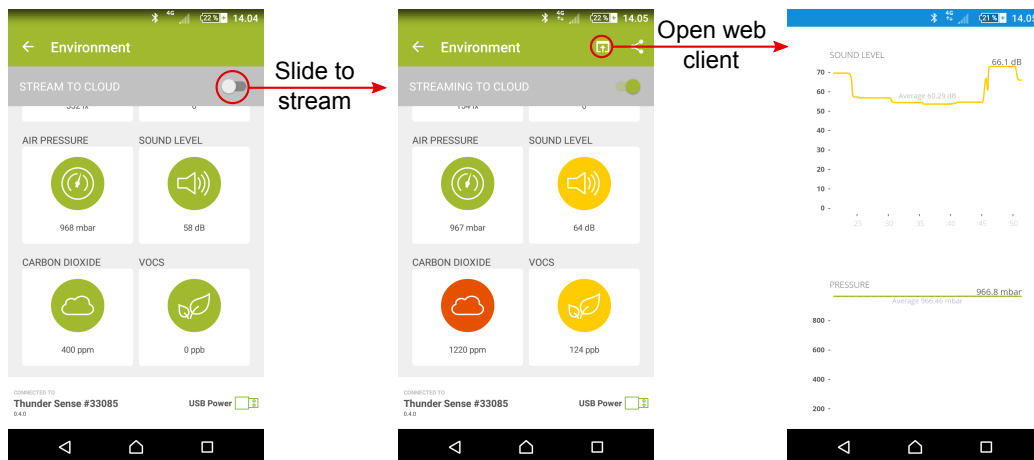 4G 22 % 14.04
Environment
STREAM TO CLOUD
AIR PRESSURE SOUND LEVEL
968 mbar 58 dB
CARBON DIOXIDE VOCS
400 ppm 0 ppb
CONNECTED TO
Thunder Sense #33085 USB Power
0.4.0
Slide to
stream
4G 22 % 14.05
Environment
STREAMING TO CLOUD
AIR PRESSURE SOUND LEVEL
967 mbar 64 dB
CARBON DIOXIDE VOCS
1220 ppm 124 ppb
CONNECTED TO
Thunder Sense #33085 USB Power
0.4.0
Open web
client
4G 21 % 14.05
SOUND LEVEL
66.1 dB
70 -
Average 60.29 dB
60 -
50 -
40 -
30 -
20 -
10 -
0 -
:25 :30 :35 :40 :45 :50
PRESSURE
966.8 mbar
Average 966.46 mbar
800 -
600 -
400 -
200 -